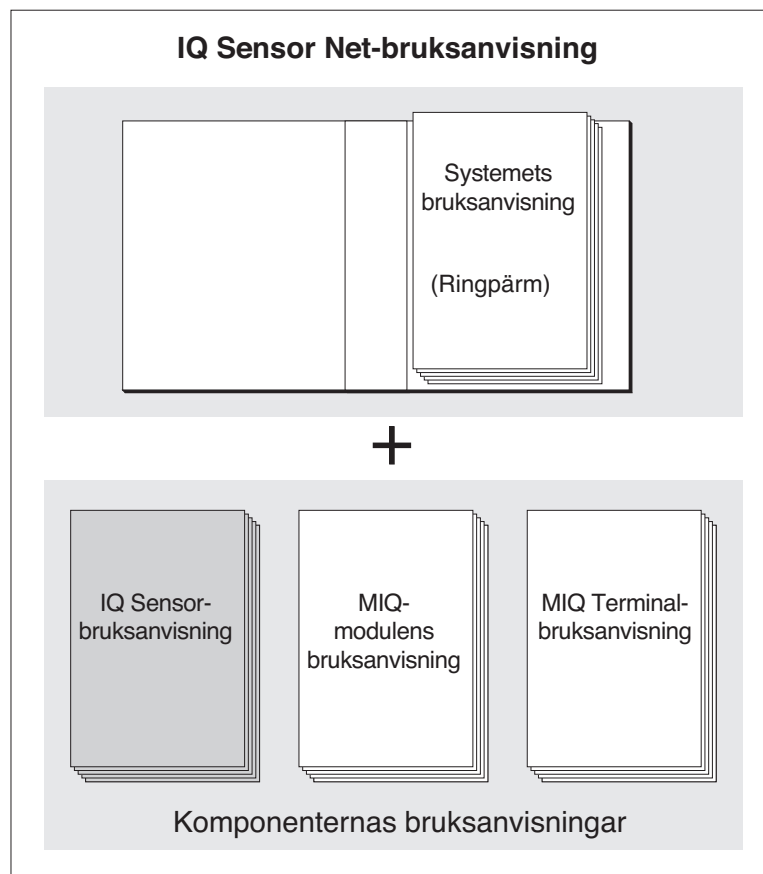 IQ Sensor Net-bruksanvisning
Systemets
bruksanvisning
(Ringpärm)
+
IQ Sensor-
bruksanvisning
MIQ-
modulens
bruksanvisning
MIQ Terminal-
bruksanvisning
Komponenternas bruksanvisningar